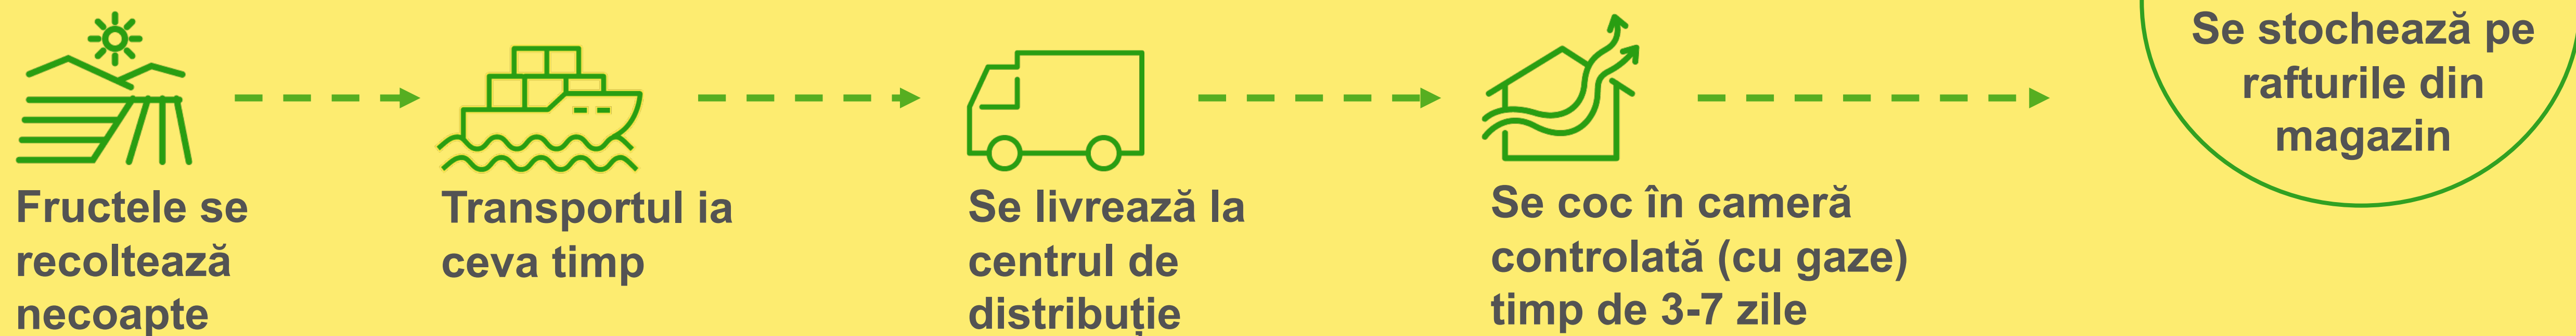 Fructele se
recoltează
necoapte
Transportul ia
ceva timp
Se livrează la
centrul de
distribuție
Se coc în cameră
controlată (cu gaze)
timp de 3-7 zile
Se stochează pe
rafturile din
magazin